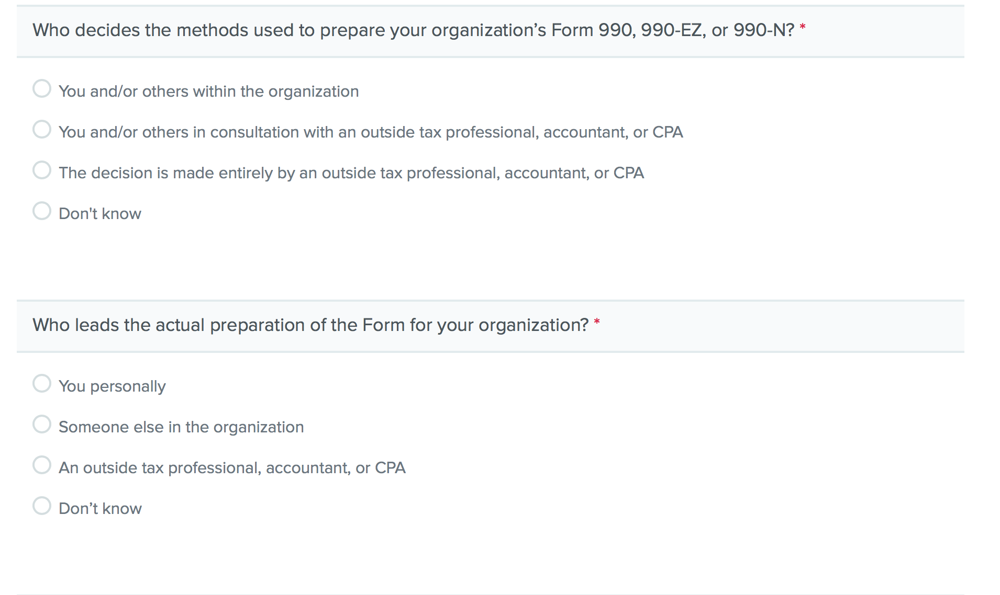 Who decides the methods used to prepare your organization’s Form 990, 990-EZ, or 990-N? *
You and/or others within the organization
You and/or others in consultation with an outside tax professional, accountant, or CPA
The decision is made entirely by an outside tax professional, accountant, or CPA
Don't know
Who leads the actual preparation of the Form for your organization? *
You personally
Someone else in the organization
An outside tax professional, accountant, or CPA
Don’t know